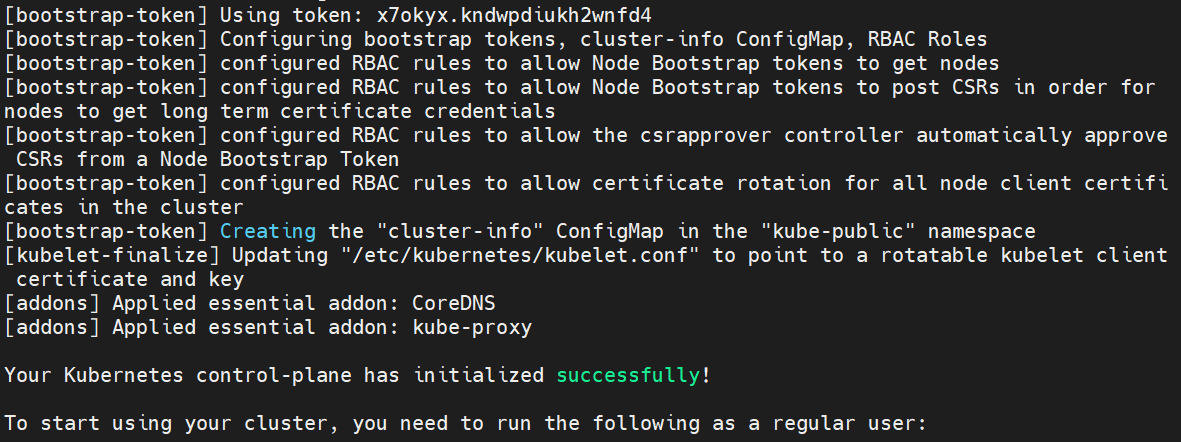 [bootstrap-token] Using token: x7okyx.kndwpdiukh2wnfd4
[bootstrap-token] Configuring bootstrap tokens, cluster-info ConfigMap, RBAC Roles
[bootstrap-token] configured RBAC rules to allow Node Bootstrap tokens to get nodes
[bootstrap-token] configured RBAC rules to allow Node Bootstrap tokens to post CSRs in order for
nodes to get long term certificate credentials
[bootstrap-token] configured RBAC rules to allow the csrapprover controller automatically approve
 CSRs from a Node Bootstrap Token
[bootstrap-token] configured RBAC rules to allow certificate rotation for all node client certifi
cates in the cluster
[bootstrap-token] Creating the "cluster-info" ConfigMap in the "kube-public" namespace
[kubelet-finalize] Updating "/etc/kubernetes/kubelet.conf" to point to a rotatable kubelet client
 certificate and key
[addons] Applied essential addon: CoreDNS
[addons] Applied essential addon: kube-proxy

Your Kubernetes control-plane has initialized successfully!

To start using your cluster, you need to run the following as a regular user: